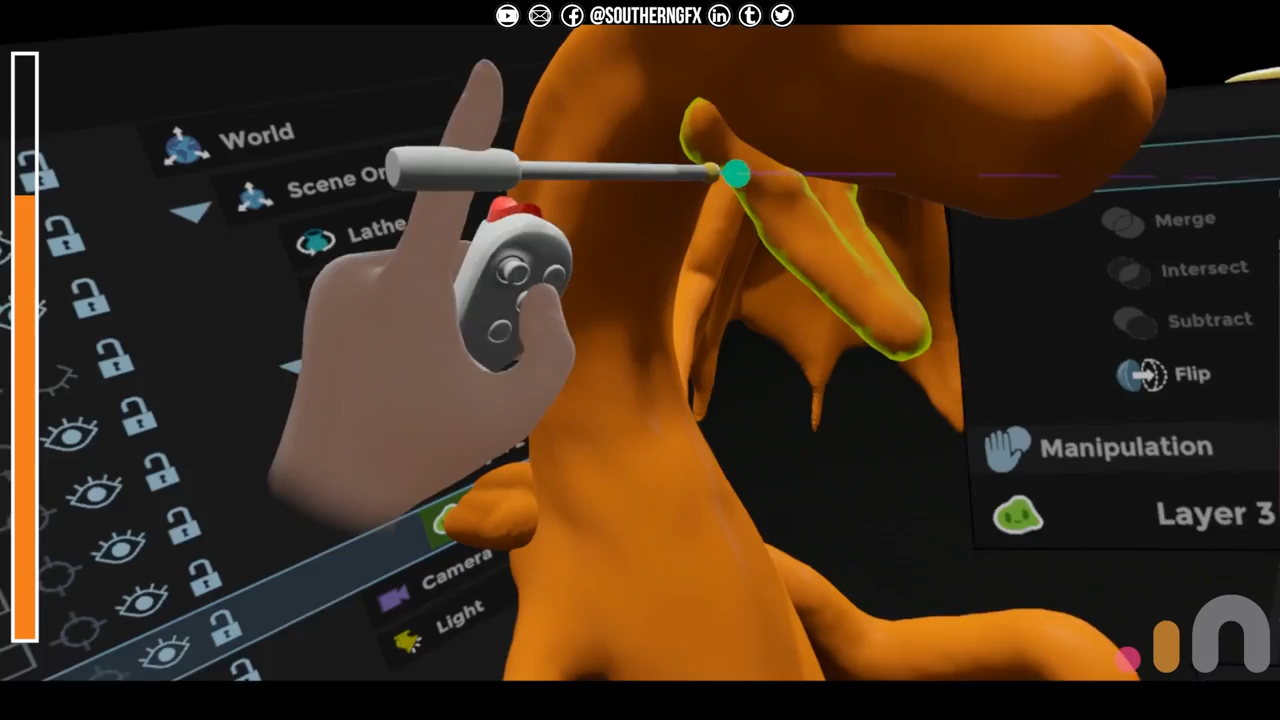 @SOUTHERNGFX
World
Scene Or
Lathe
Camera
Light
Merge
Intersect
Subtract
Flip
Manipulation
Layer 3